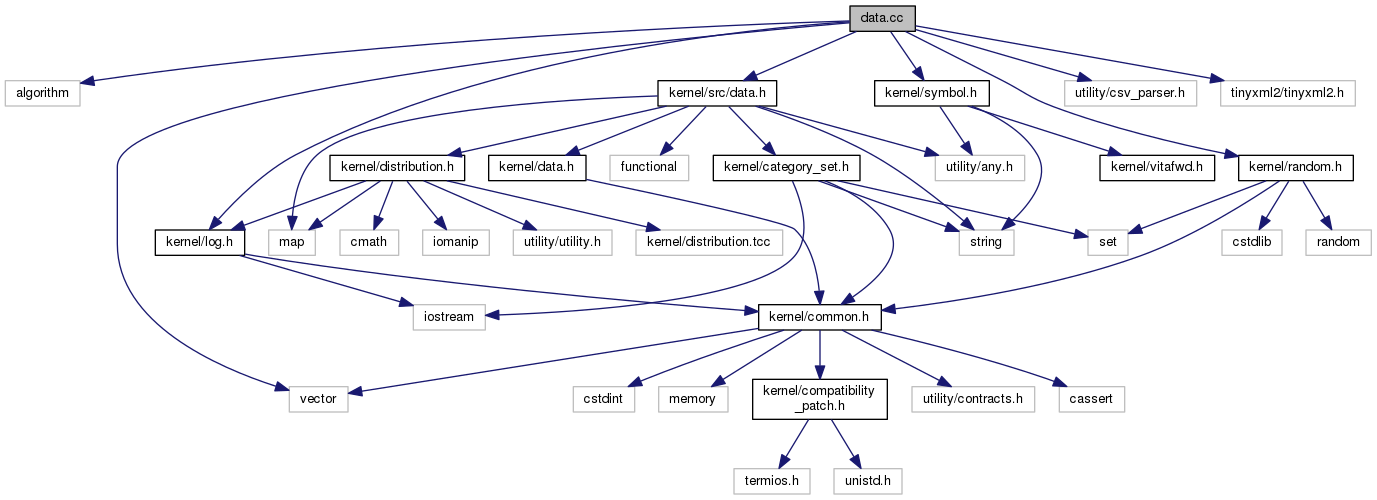 data.cc
algorithm
kernel/src/data.h
kernel/symbol.h
utility/csv_parser.h
tinyxml2/tinyxml2.h
kernel/distribution.h
kernel/data.h
functional
kernel/category_set.h
utility/any.h
kernel/vitafwd.h
kernel/random.h
kernel/log.h
map
cmath
iomanip
utility/utility.h
kernel/distribution.tcc
string
set
cstdlib
random
iostream
kernel/common.h
vector
cstdint
memory
kernel/compatibility
_patch.h
utility/contracts.h
cassert
termios.h
unistd.h